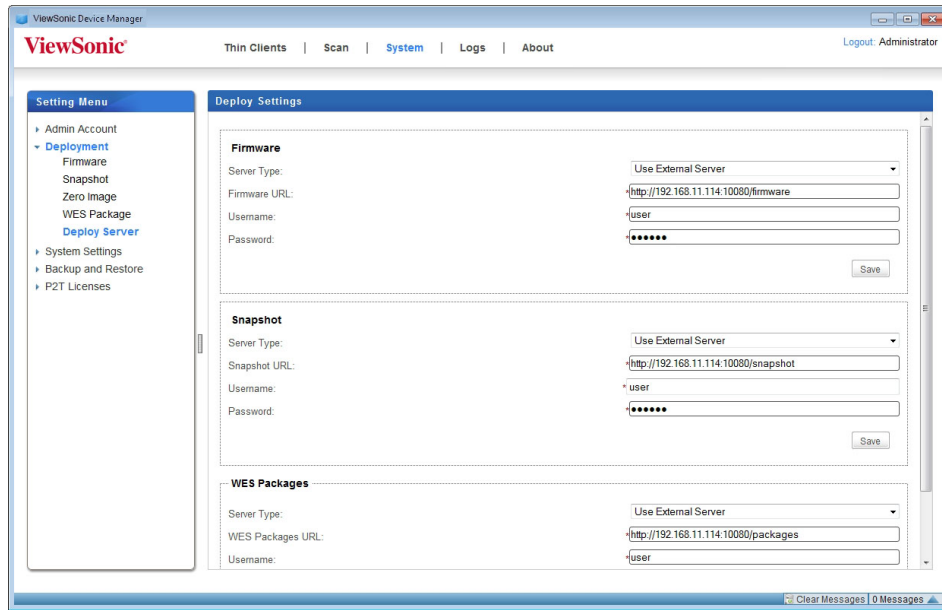 ViewSonic Device Manager
ViewSonic®
Thin Clients | Scan | System | Logs | About
Logout: Administrator
Setting Menu
Admin Account
Deployment
Firmware
Snapshot
Zero Image
WES Package
Deploy Server
System Settings
Backup and Restore
P2T Licenses
Deploy Settings
Firmware
Server Type: Use External Server
Firmware URL: *http://192.168.11.114:10080/firmware
Username: *user
Password: *●●●●●●
Save
Snapshot
Server Type: Use External Server
Snapshot URL: *http://192.168.11.114:10080/snapshot
Username: * user
Password: *●●●●●●
Save
WES Packages
Server Type: Use External Server
WES Packages URL: *http://192.168.11.114:10080/packages
Username: *user
Clear Messages | 0 Messages